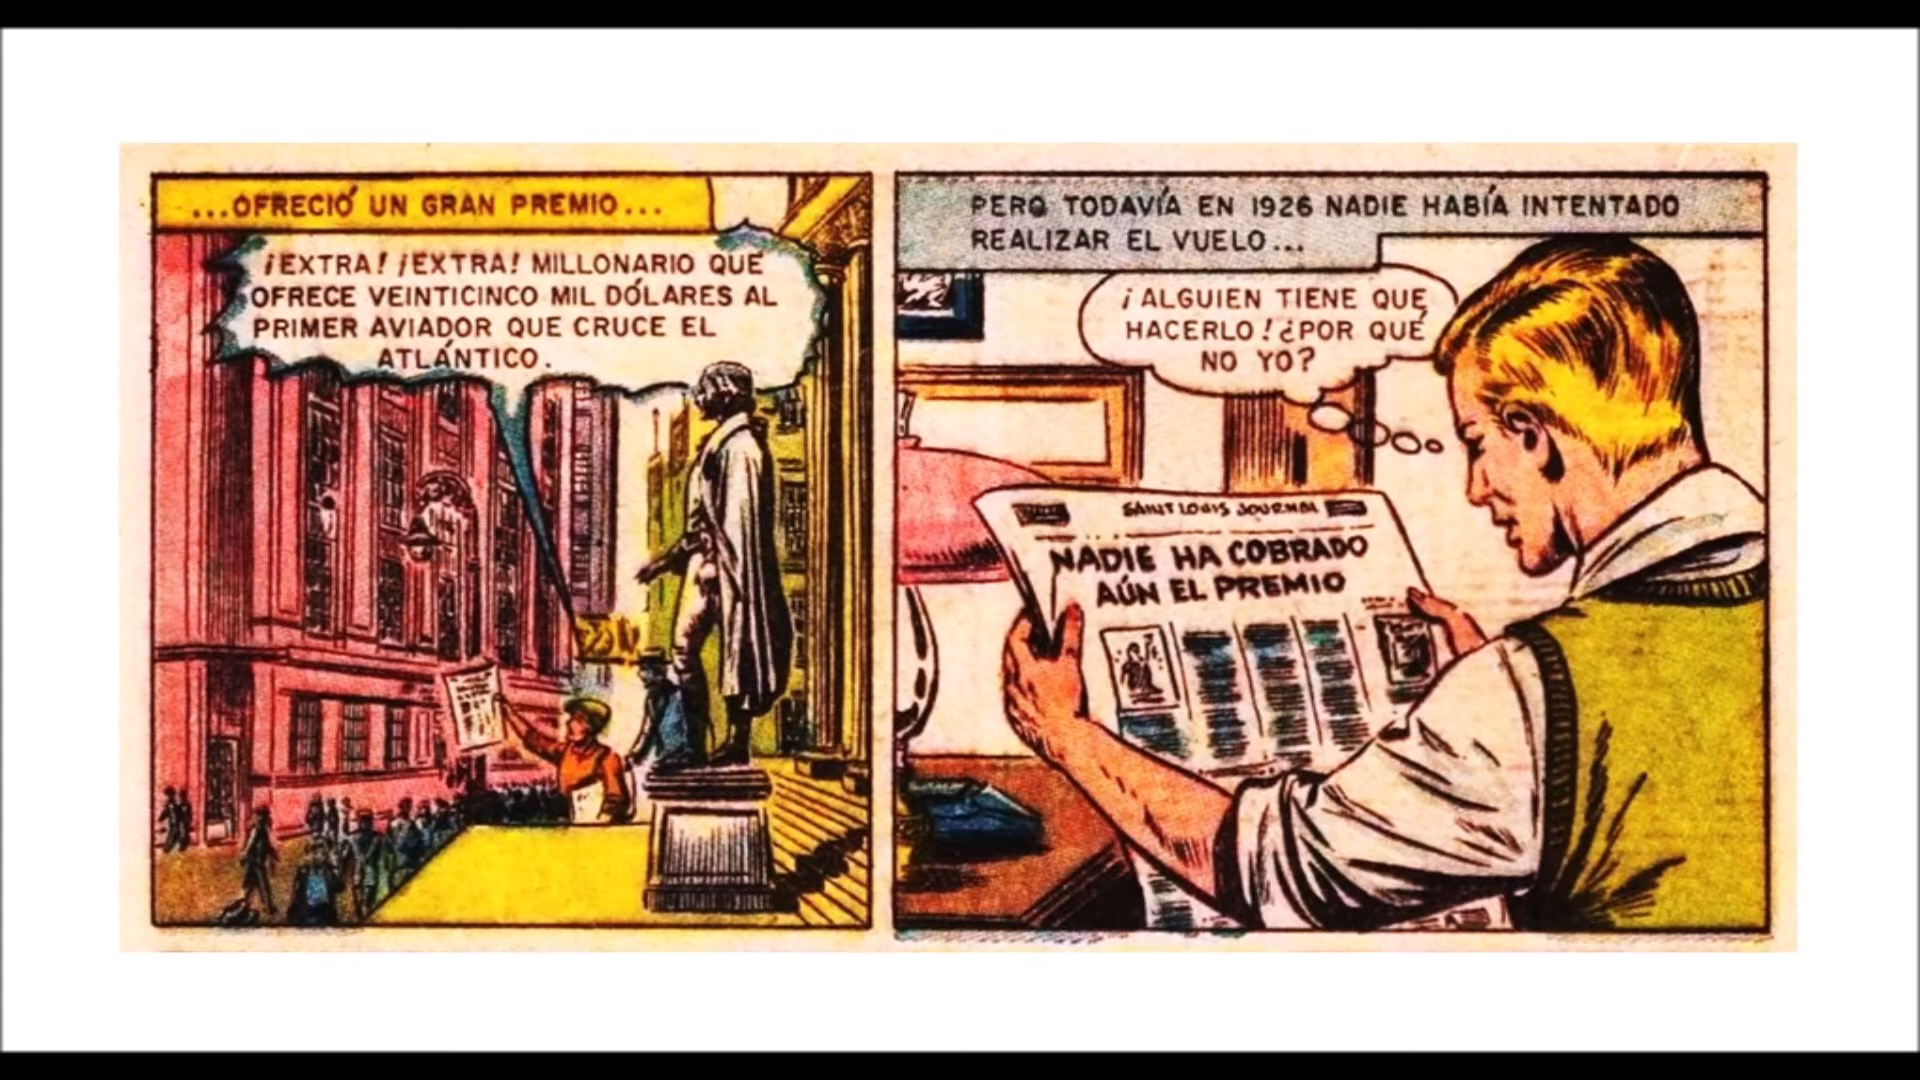 ...OFRECIÓ UN GRAN PREMIO...
¡EXTRA! ¡EXTRA! MILLONARIO QUE
OFRECE VEINTICINCO MIL DÓLARES AL
PRIMER AVIADOR QUE CRUCE EL
ATLÁNTICO.
PERO TODAVÍA EN 1926 NADIE HABÍA INTENTADO
REALIZAR EL VUELO...
¡ALGUIEN TIENE QUE
HACERLO! ¿POR QUÉ
NO YO?
SAINT LOUIS JOURNAL
NADIE HA COBRADO
AÚN EL PREMIO